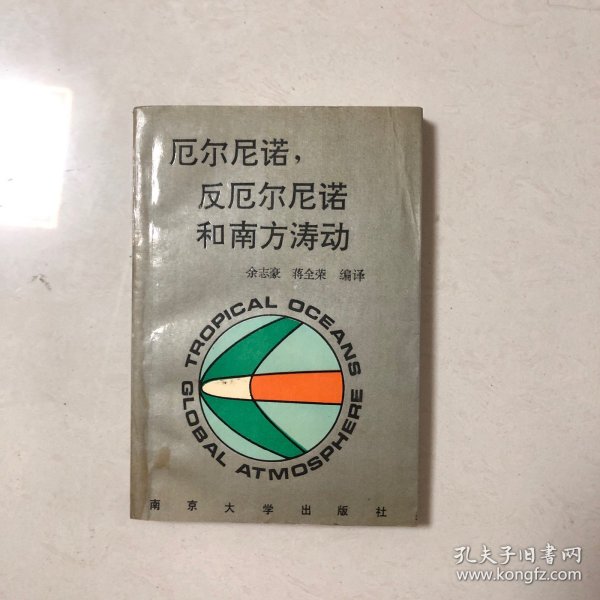 厄尔尼诺，
反厄尔尼诺
和南方涛动
余志豪 蒋全荣 编译
TROPICAL OCEANS
GLOBAL ATMOSPHERE
南京大学出版社
孔夫子旧书网
www.kongfz.com